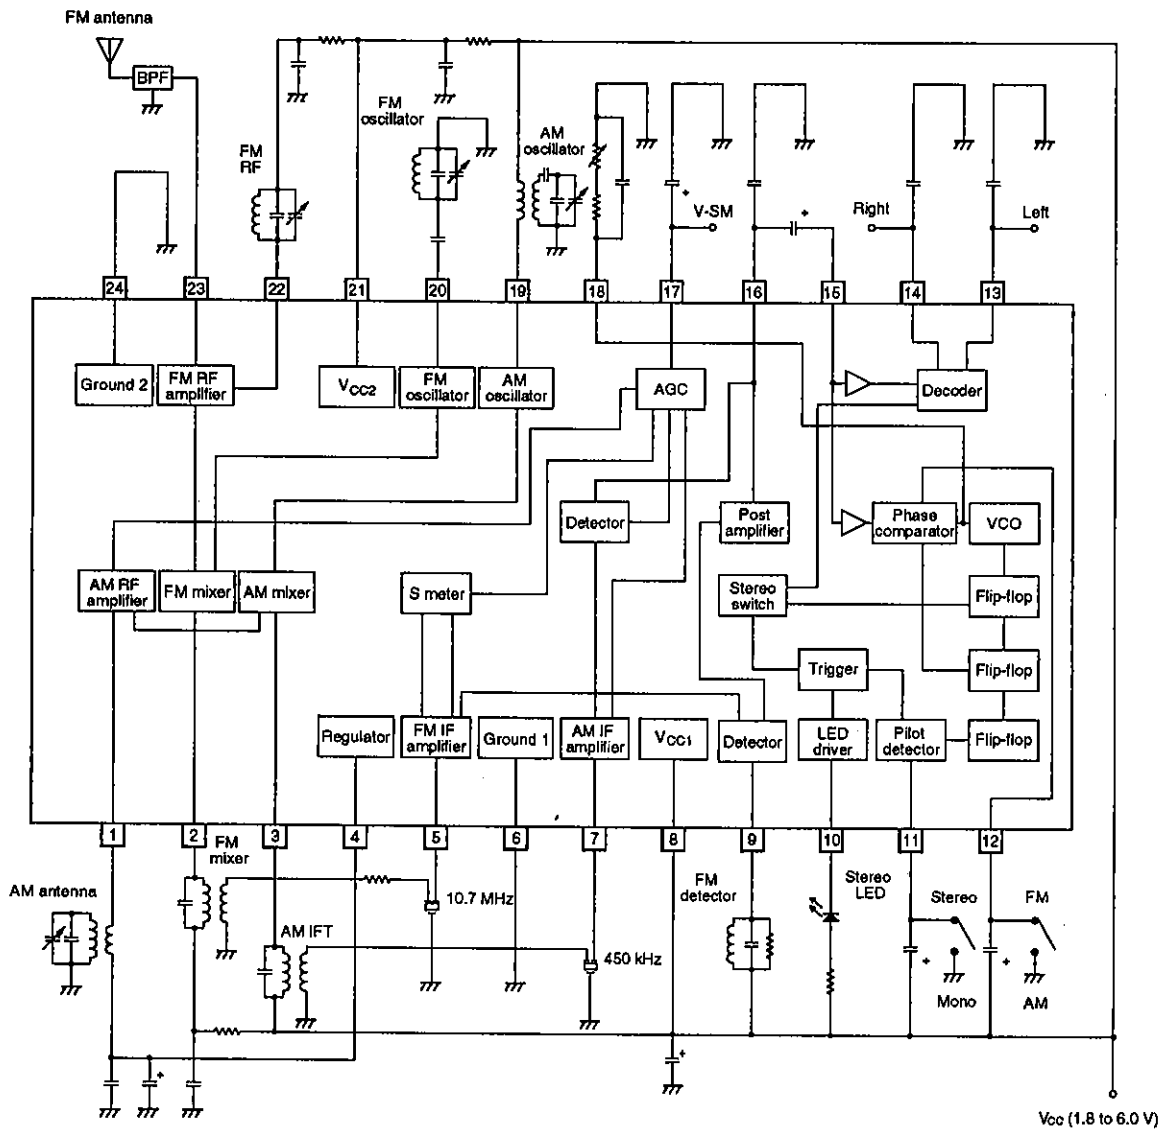 FM antenna
BPF
FM
RF
FM
oscillator
AM
oscillator
+
V-SM
+
Right
Left
24
23
22
21
20
19
18
17
16
15
14
13
Ground 2
FM RF
amplifier
VCC2
FM
oscillator
AM
oscillator
AGC
Decoder
Detector
Post
amplifier
Phase
comparator
VCO
AM RF
amplifier
FM mixer
AM mixer
S meter
Stereo
switch
Flip-flop
Trigger
Flip-flop
Regulator
FM IF
amplifier
Ground 1
AM IF
amplifier
VCC1
Detector
LED
driver
Pilot
detector
Flip-flop
1
2
3
4
5
6
7
8
9
10
11
12
FM
mixer
AM antenna
10.7 MHz
AM IFT
450 kHz
FM
detector
Stereo
LED
Stereo
FM
+
+
Mono
AM
+
+
Vcc (1.8 to 6.0 V)